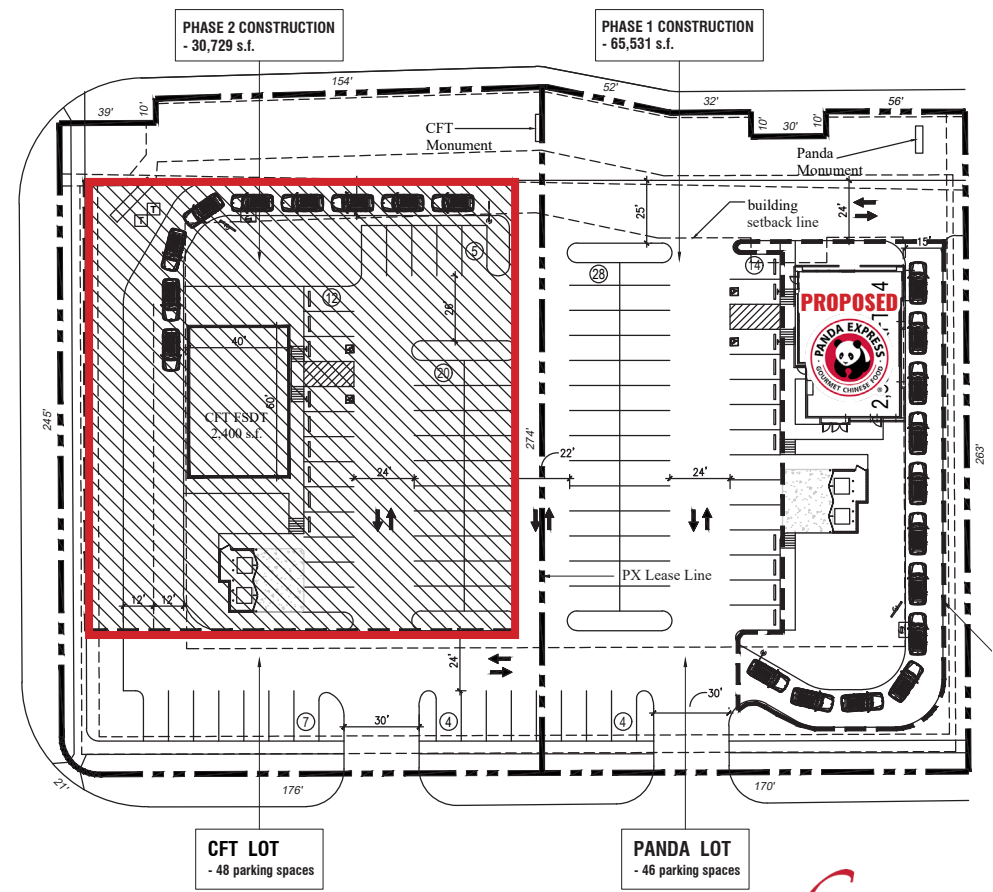 PHASE 2 CONSTRUCTION
- 30,729 s.f.
PHASE 1 CONSTRUCTION
- 65,531 s.f.
154'
52'
39'
10'
32'
56'
10'
30'
10'
CFT
Monument
Panda
Monument
25'
building
setback line
24'
15'
T
T
5
28
14
12
26'
PROPOSED
PANDA EXPRESS
GOURMET CHINESE FOOD
®
40'
20
60'
CFT FSDT
2,400 s.f.
245'
274'
22'
263'
24'
24'
PX Lease Line
12'
12'
24'
7
30'
4
4
30'
21'
176'
170'
CFT LOT
- 48 parking spaces
PANDA LOT
- 46 parking spaces